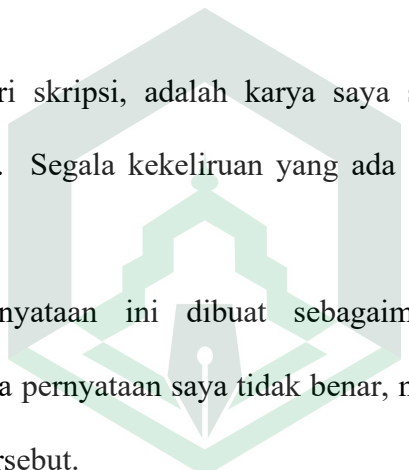 ri skripsi, adalah karya saya
. Segala kekeliruan yang ada
nyataan ini dibuat sebagaim
a pernyataan saya tidak benar,
rsebut.